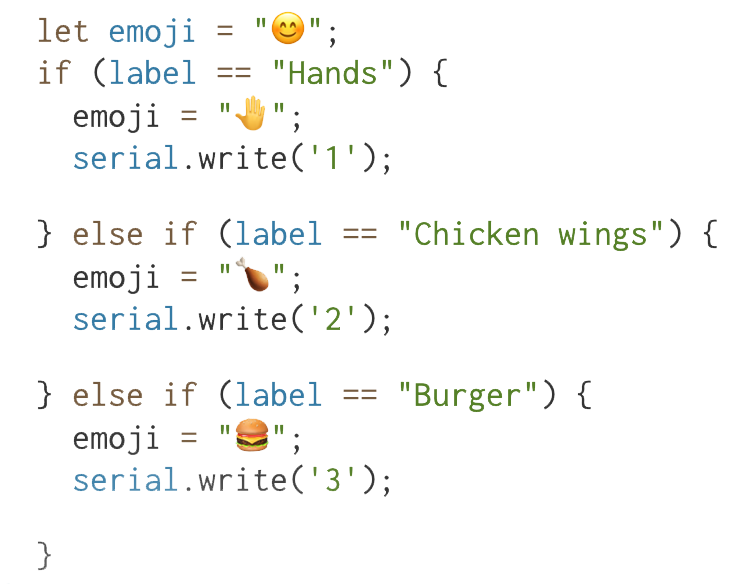 let emoji = "😊";
if (label == "Hands") {
  emoji = "🤚";
  serial.write('1');

} else if (label == "Chicken wings") {
  emoji = "🍗";
  serial.write('2');

} else if (label == "Burger") {
  emoji = "🍔";
  serial.write('3');

}